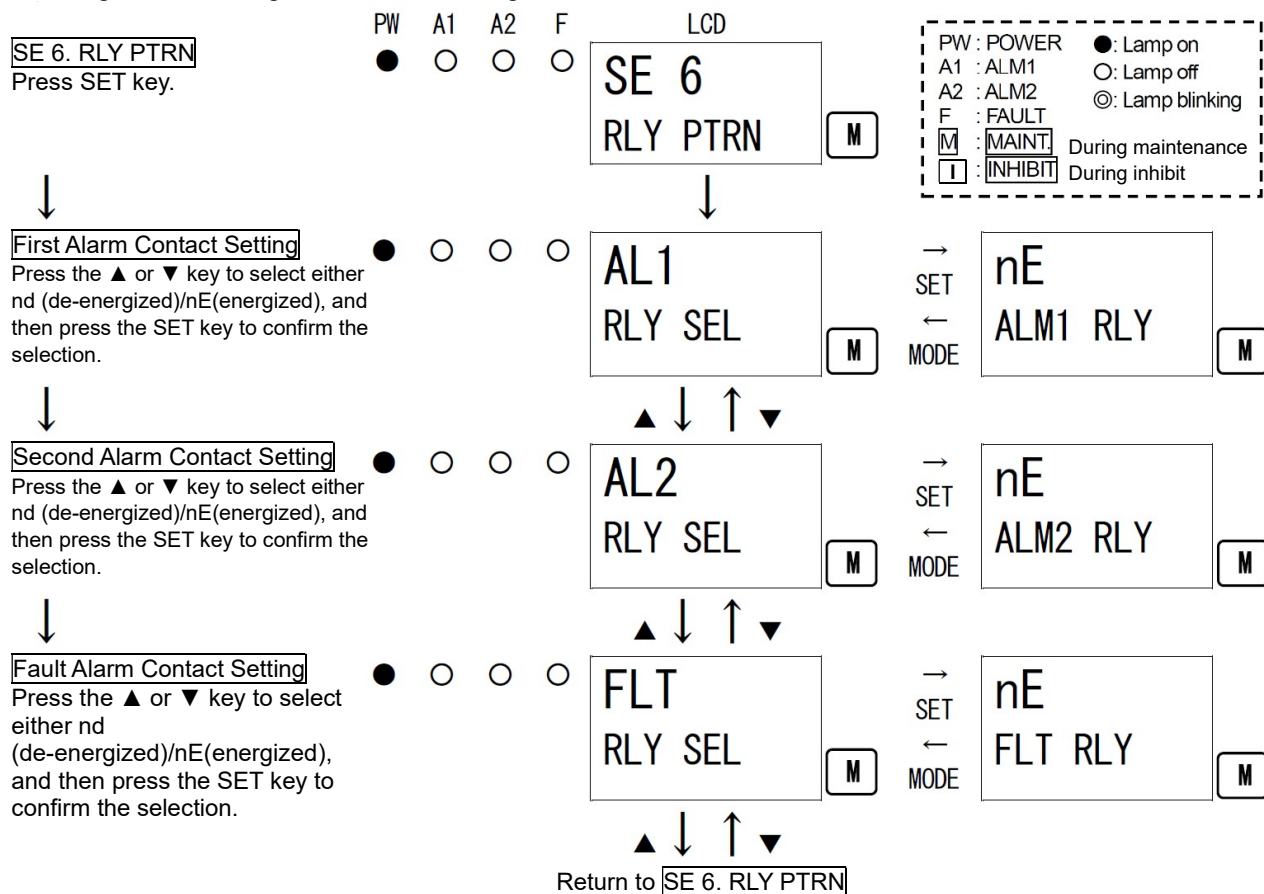 PW A1 A2 F LCD
SE 6. RLY PTRN
Press SET key.
● ○ ○ ○
SE 6
RLY PTRN
M
PW : POWER ●: Lamp on
A1 : ALM1 ○: Lamp off
A2 : ALM2 ◎: Lamp blinking
F : FAULT
M : MAINT. During maintenance
I : INHIBIT During inhibit
↓ ↓
First Alarm Contact Setting
Press the ▲ or ▼ key to select either
nd (de-energized)/nE(energized), and
then press the SET key to confirm the
selection.
● ○ ○ ○
AL1
RLY SEL
M
→
SET
←
MODE
nE
ALM1 RLY
M
↓ ▲ ↓ ↑ ▼
Second Alarm Contact Setting
Press the ▲ or ▼ key to select either
nd (de-energized)/nE(energized), and
then press the SET key to confirm the
selection.
● ○ ○ ○
AL2
RLY SEL
M
→
SET
←
MODE
nE
ALM2 RLY
M
↓ ▲ ↓ ↑ ▼
Fault Alarm Contact Setting
Press the ▲ or ▼ key to select
either nd
(de-energized)/nE(energized),
and then press the SET key to
confirm the selection.
● ○ ○ ○
FLT
RLY SEL
M
→
SET
←
MODE
nE
FLT RLY
M
▲ ↓ ↑ ▼
Return to SE 6. RLY PTRN